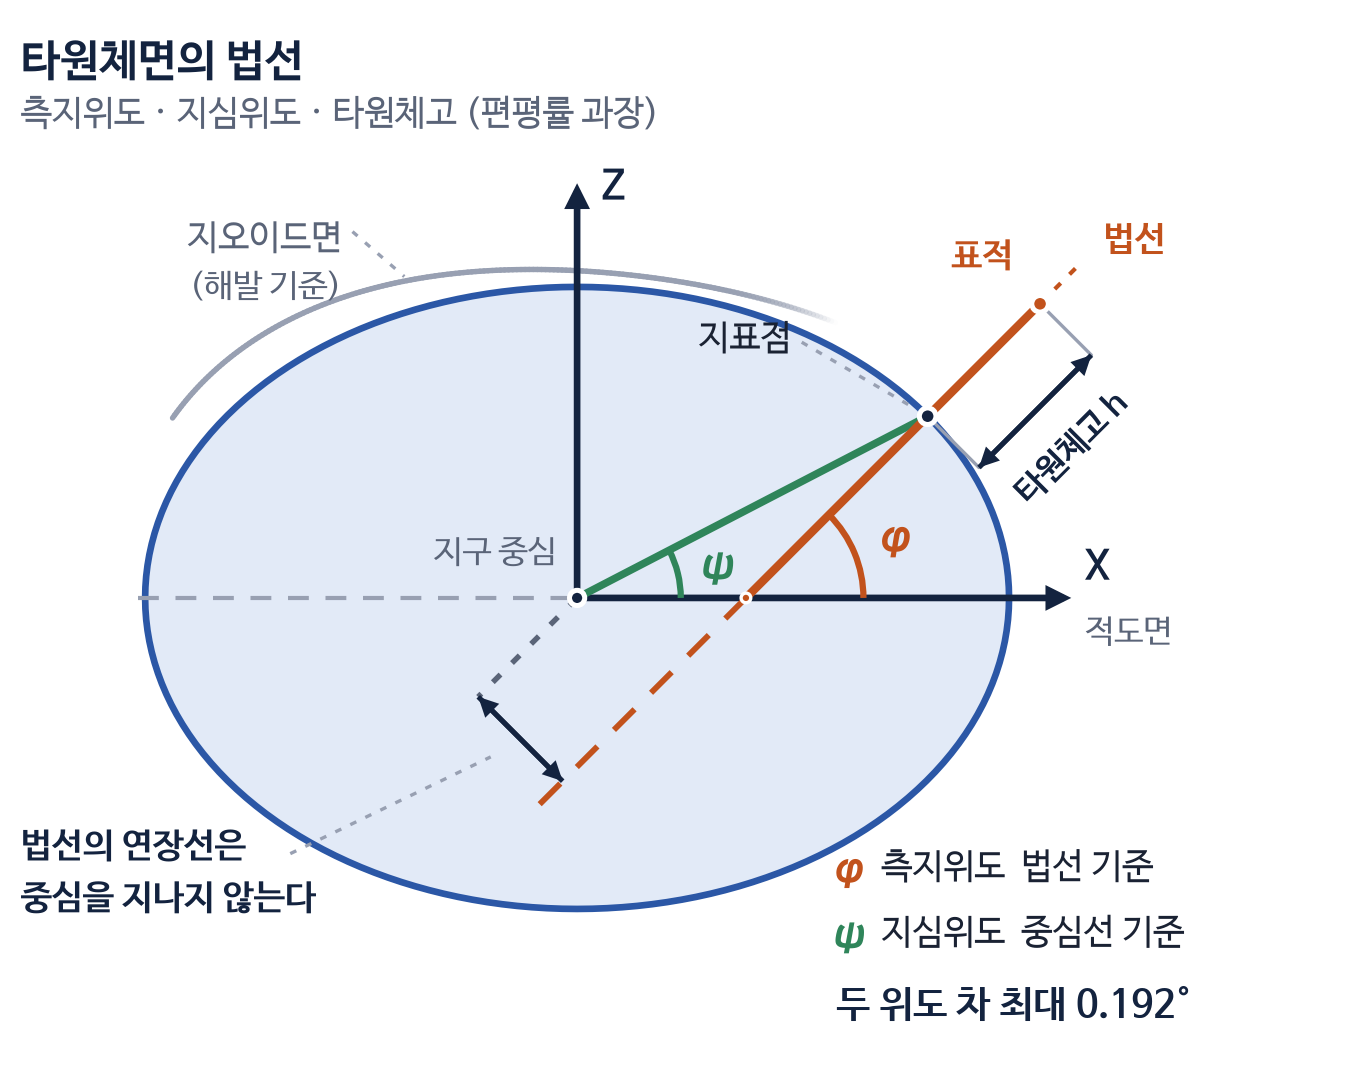 타원체면의 법선
측지위도 · 지심위도 · 타원체고 (편평률 과장)
Z
지오이드면
(해발 기준)
표적
법선
지표점
타원체고 h
지구 중심
ψ
φ
X
적도면
법선의 연장선은
중심을 지나지 않는다
φ 측지위도 법선 기준
ψ 지심위도 중심선 기준
두 위도 차 최대 0.192°